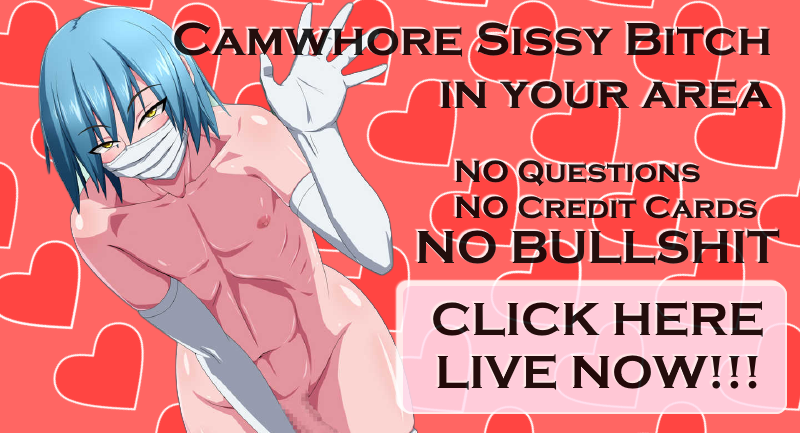 Camwhore Sissy Bitch
in your area
NO Questions
NO Credit Cards
NO BULLSHIT
CLICK HERE
LIVE NOW!!!